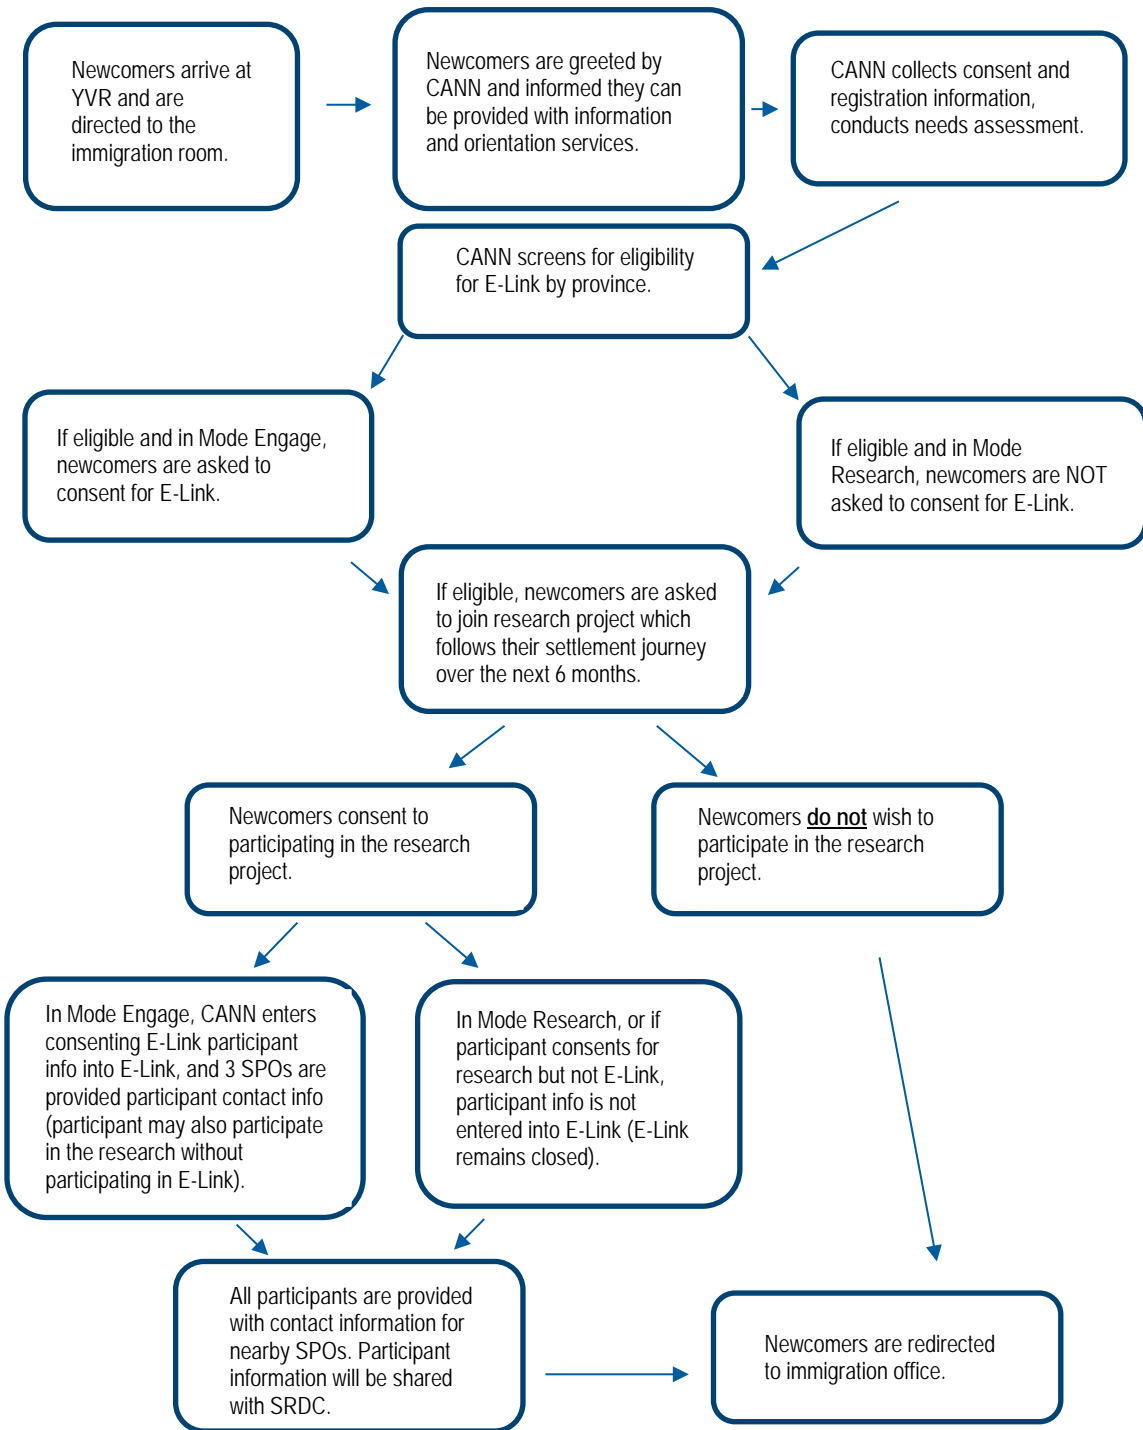 Newcomers arrive at
YVR and are
directed to the
immigration room.
Newcomers are greeted by
CANN and informed they can
be provided with information
and orientation services.
CANN collects consent and
registration information,
conducts needs assessment.
CANN screens for eligibility
for E-Link by province.
If eligible and in Mode Engage,
newcomers are asked to
consent for E-Link.
If eligible and in Mode
Research, newcomers are NOT
asked to consent for E-Link.
If eligible, newcomers are asked
to join research project which
follows their settlement journey
over the next 6 months.
Newcomers consent to
participating in the research
project.
Newcomers do not wish to
participate in the research
project.
In Mode Engage, CANN enters
consenting E-Link participant
info into E-Link, and 3 SPOs are
provided participant contact info
(participant may also participate
in the research without
participating in E-Link).
In Mode Research, or if
participant consents for
research but not E-Link,
participant info is not
entered into E-Link (E-Link
remains closed).
All participants are provided
with contact information for
nearby SPOs. Participant
information will be shared
with SRDC.
Newcomers are redirected
to immigration office.